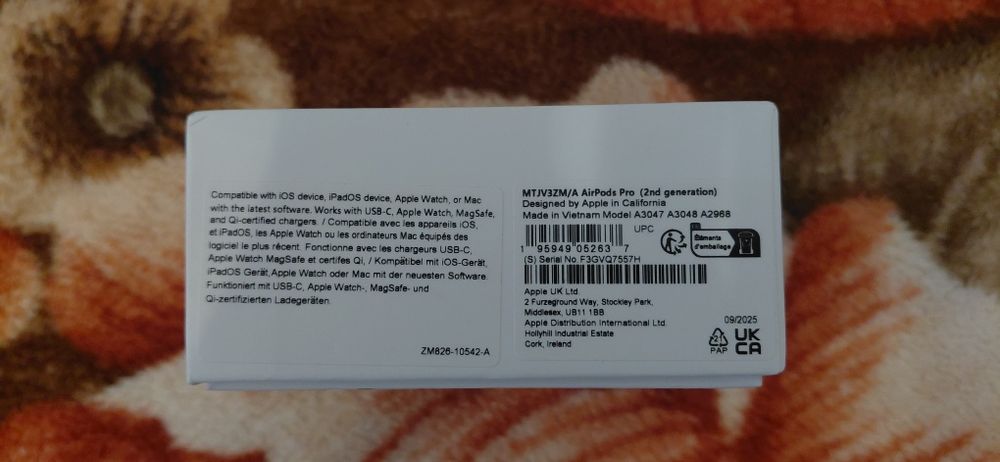 Compatible with iOS device, iPadOS device, Apple Watch, or Mac
with the latest software. Works with USB-C, Apple Watch, MagSafe,
and Qi-certified chargers. / Compatible avec les appareils iOS,
et iPadOS, les Apple Watch ou les ordinateurs Mac équipés des
logiciel le plus récent. Fonctionne avec les chargeurs USB-C,
Apple Watch MagSafe et certifes Qi, / Kompatibel mit iOS-Gerät,
iPadOS Gerät, Apple Watch oder Mac mit der neuesten Software.
Funktioniert mit USB-C, Apple Watch-, MagSafe- und
Qi-zertifizierten Ladegeräten.
ZM826-10542-A
MTJV3ZM/A AirPods Pro (2nd generation)
Designed by Apple in California
Made in Vietnam Model A3047 A3048 A2968
UPC
1 95949 05263 7
Éléments
d'emballage
(S) Serial No. F3GVQ7557H
Apple UK Ltd.
2 Furzeground Way, Stockley Park,
Middlesex, UB11 1BB
Apple Distribution International Ltd.
Hollyhill Industrial Estate
Cork, Ireland
09/2025
21
PAP
UK
CA